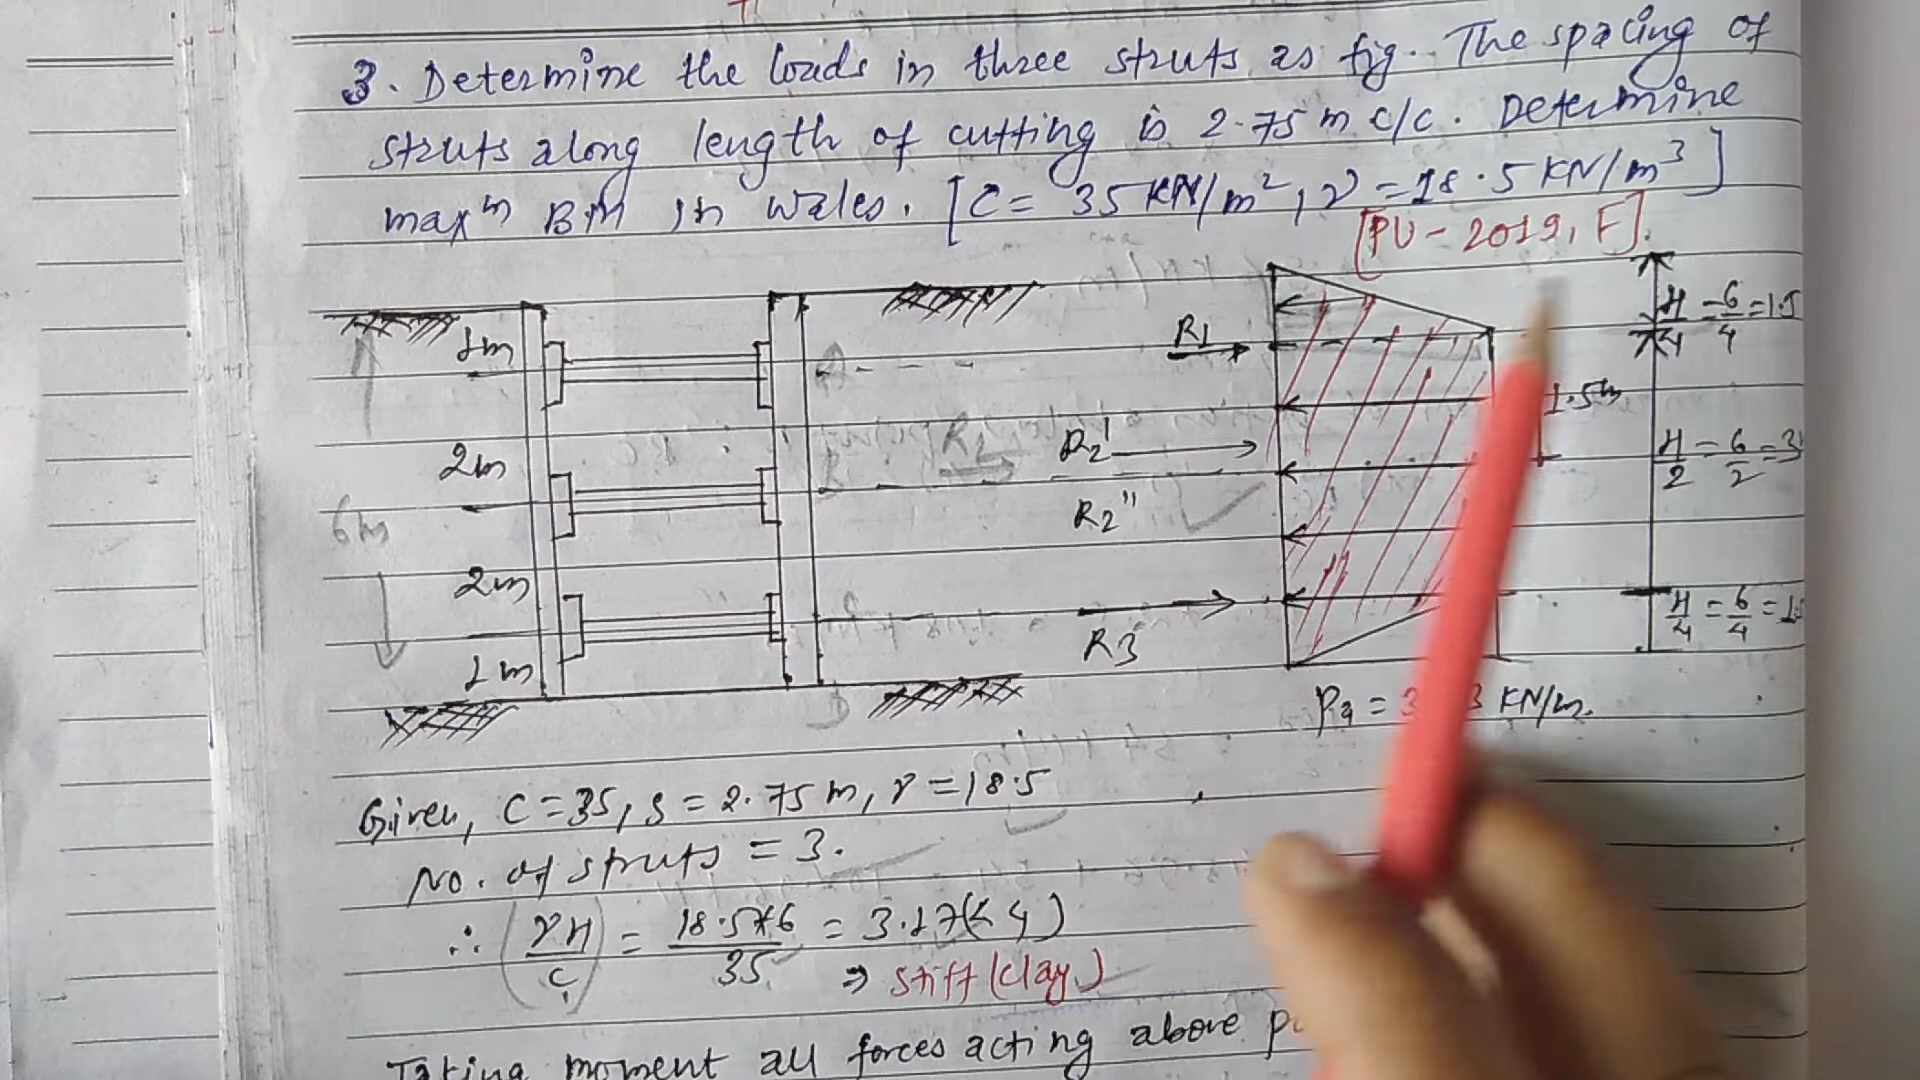 3. Determine the loads in three struts as fig. The spacing of
struts along length of cutting is 2.75 m c/c. Determine
maxᵐ BM in wales. [C = 35 KN/m², γ = 18.5 KN/m³]
[PU - 2019, F].
H/4 = 6/4 = 1.5
1m
R1
A
1.5m
2m
R2
B
R2'
H/2 = 6/2 = 3
R2"
6m
2m
R3
H/4 = 6/4 = 1.5
1m
KN/m.
Given, C = 35, S = 2.75 m, γ = 18.5
No. of struts = 3.
∴ (γH/C) = 18.5*6/35 = 3.17 (< 4)
⇒ stiff (clay)
Taking moment all forces acting above